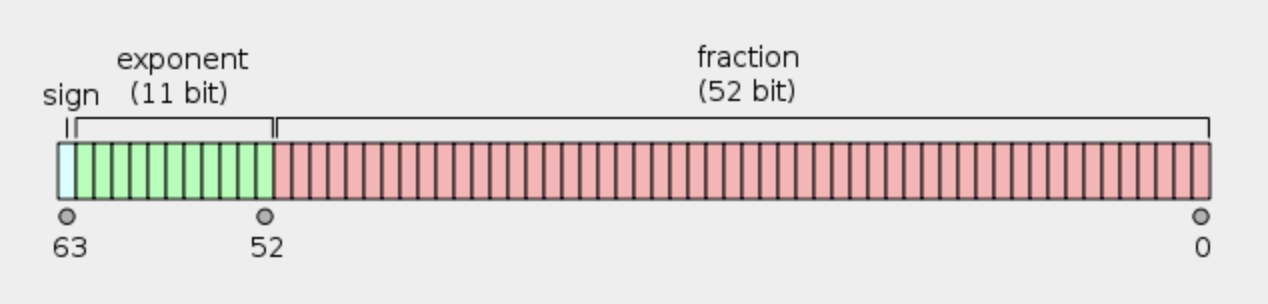 sign
exponent
(11 bit)
fraction
(52 bit)
63
52
0